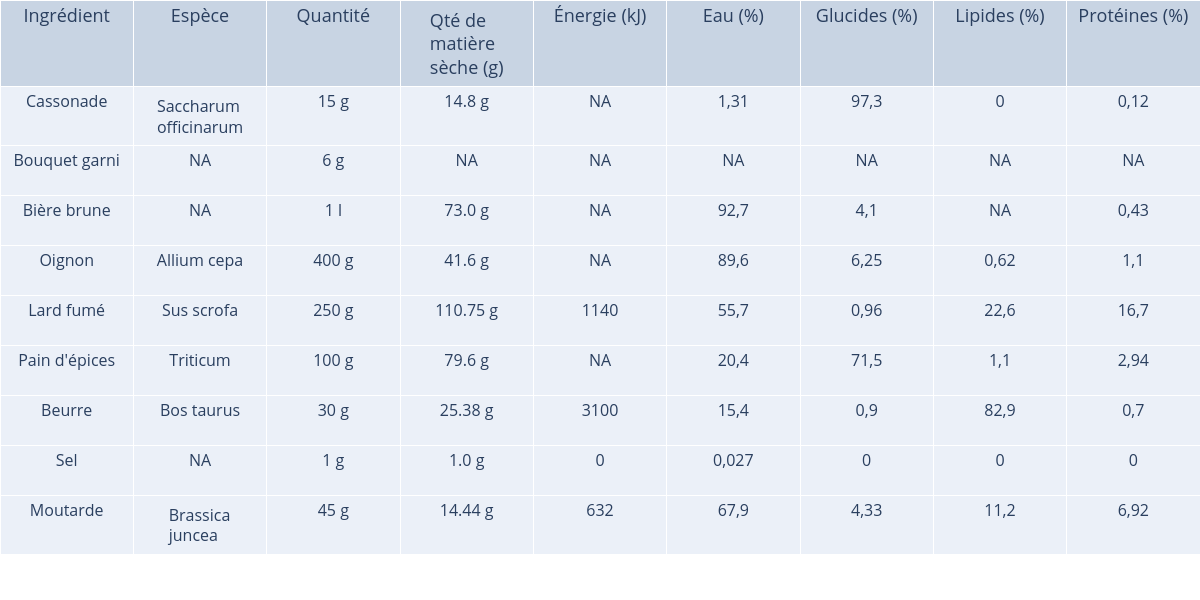 Ingrédient Espèce Quantité Qté de matière sèche (g) Énergie (kJ) Eau (%) Glucides (%) Lipides (%) Protéines (%)
Cassonade Saccharum officinarum 15 g 14.8 g NA 1,31 97,3 0 0,12
Bouquet garni NA 6 g NA NA NA NA NA NA
Bière brune NA 1 l 73.0 g NA 92,7 4,1 NA 0,43
Oignon Allium cepa 400 g 41.6 g NA 89,6 6,25 0,62 1,1
Lard fumé Sus scrofa 250 g 110.75 g 1140 55,7 0,96 22,6 16,7
Pain d'épices Triticum 100 g 79.6 g NA 20,4 71,5 1,1 2,94
Beurre Bos taurus 30 g 25.38 g 3100 15,4 0,9 82,9 0,7
Sel NA 1 g 1.0 g 0 0,027 0 0 0
Moutarde Brassica juncea 45 g 14.44 g 632 67,9 4,33 11,2 6,92